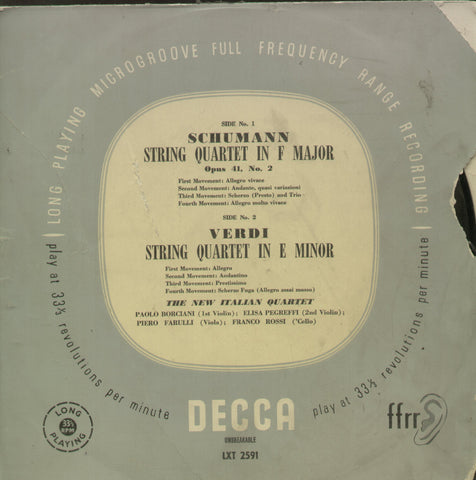 LONG PLAYING MICROGROOVE FULL FREQUENCY RANGE RECORDING
SIDE No. 1
SCHUMANN
STRING QUARTET IN F MAJOR
Opus 41, No. 2
First Movement: Allegro vivace
Second Movement: Andante, quasi variazioni
Third Movement: Scherzo (Presto) and Trio
Fourth Movement: Allegro molto vivace
SIDE No. 2
VERDI
STRING QUARTET IN E MINOR
First Movement: Allegro
Second Movement: Andantino
Third Movement: Prestissimo
Fourth Movement: Scherzo Fuga (Allegro assai mosso)
THE NEW ITALIAN QUARTET
PAOLO BORCIANI (1st Violin); ELISA PEGREFFI (2nd Violin);
PIERO FARULLI (Viola); FRANCO ROSSI ('Cello)
play at 33⅓ revolutions per minute
play at 33⅓ revolutions per minute
LONG
33⅓
RPM
PLAYING
DECCA
UNBREAKABLE
LXT 2591
ffrr